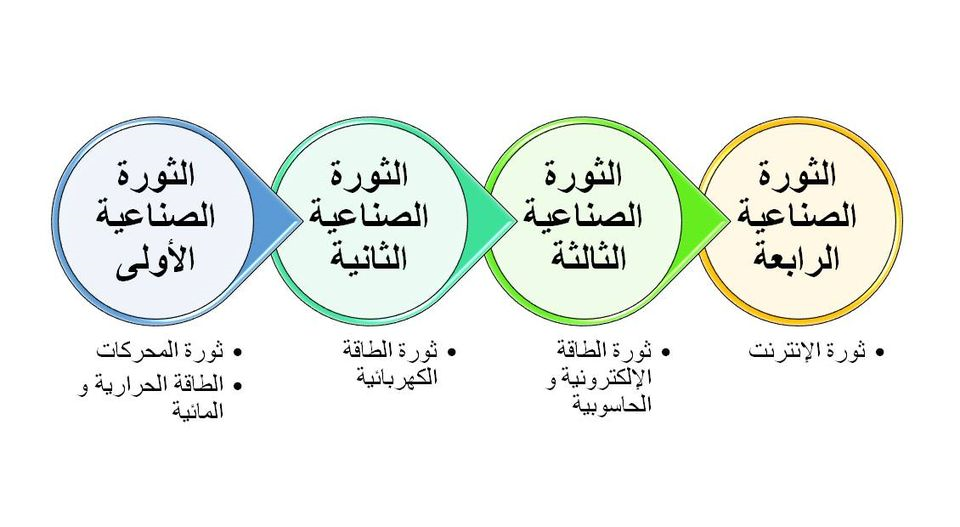 الثورة
الصناعية
الأولى
• ثورة المحركات
• الطاقة الحرارية و
المائية
الثورة
الصناعية
الثانية
• ثورة الطاقة
الكهربائية
الثورة
الصناعية
الثالثة
• ثورة الطاقة
الإلكترونية و
الحاسوبية
الثورة
الصناعية
الرابعة
• ثورة الإنترنت